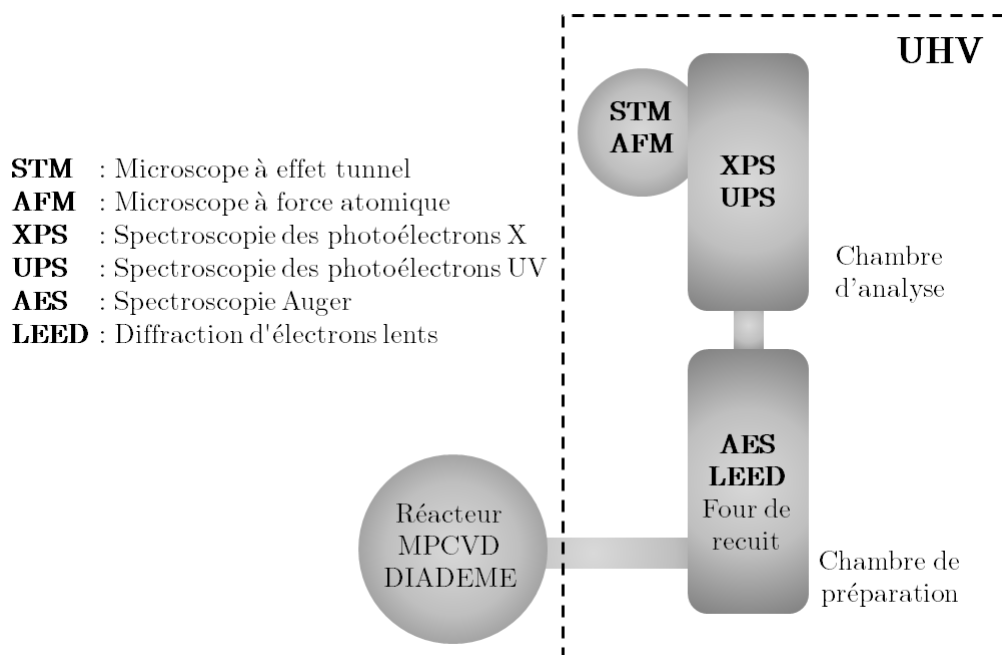 UHV
STM
AFM
XPS
UPS
STM : Microscope à effet tunnel
AFM : Microscope à force atomique
XPS : Spectroscopie des photoélectrons X
UPS : Spectroscopie des photoélectrons UV
AES : Spectroscopie Auger
LEED : Diffraction d'électrons lents
Chambre
d'analyse
AES
LEED
Four de
recuit
Réacteur
MPCVD
DIADEME
Chambre de
préparation